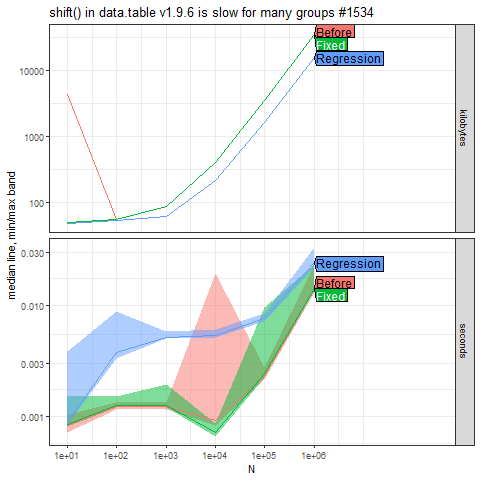 shift() in data.table v1.9.6 is slow for many groups #1534
Before
Fixed
Regression
10000
1000
100
kilobytes
median line, min/max band
0.030
0.010
0.003
0.001
Regression
Before
Fixed
seconds
1e+01
1e+02
1e+03
1e+04
1e+05
1e+06
N